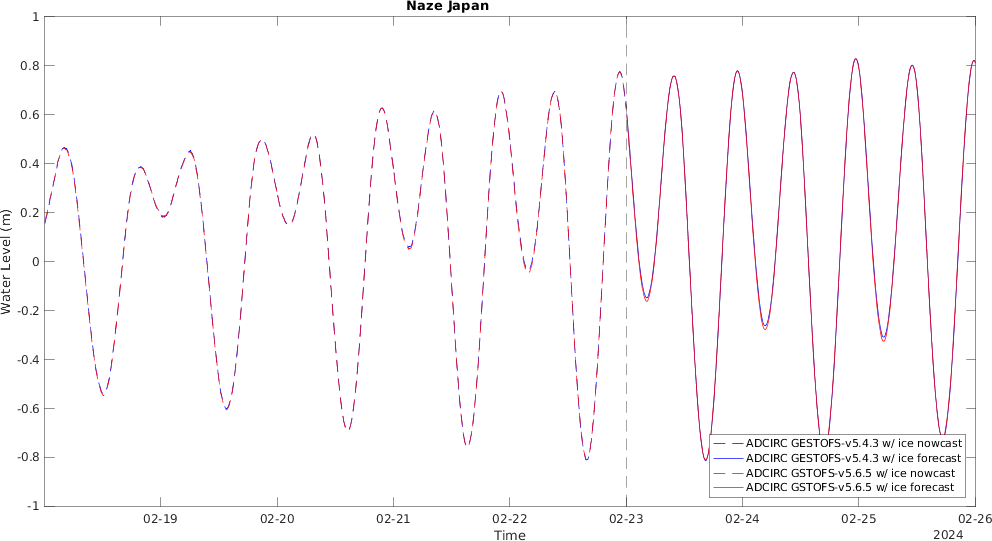 Naze Japan
1
0.8
0.6
0.4
0.2
0
-0.2
-0.4
-0.6
-0.8
-1
Water Level (m)
02-19 02-20 02-21 02-22 02-23 02-24 02-25 02-26
Time
2024
ADCIRC GESTOFS-v5.4.3 w/ ice nowcast
ADCIRC GESTOFS-v5.4.3 w/ ice forecast
ADCIRC GSTOFS-v5.6.5 w/ ice nowcast
ADCIRC GSTOFS-v5.6.5 w/ ice forecast